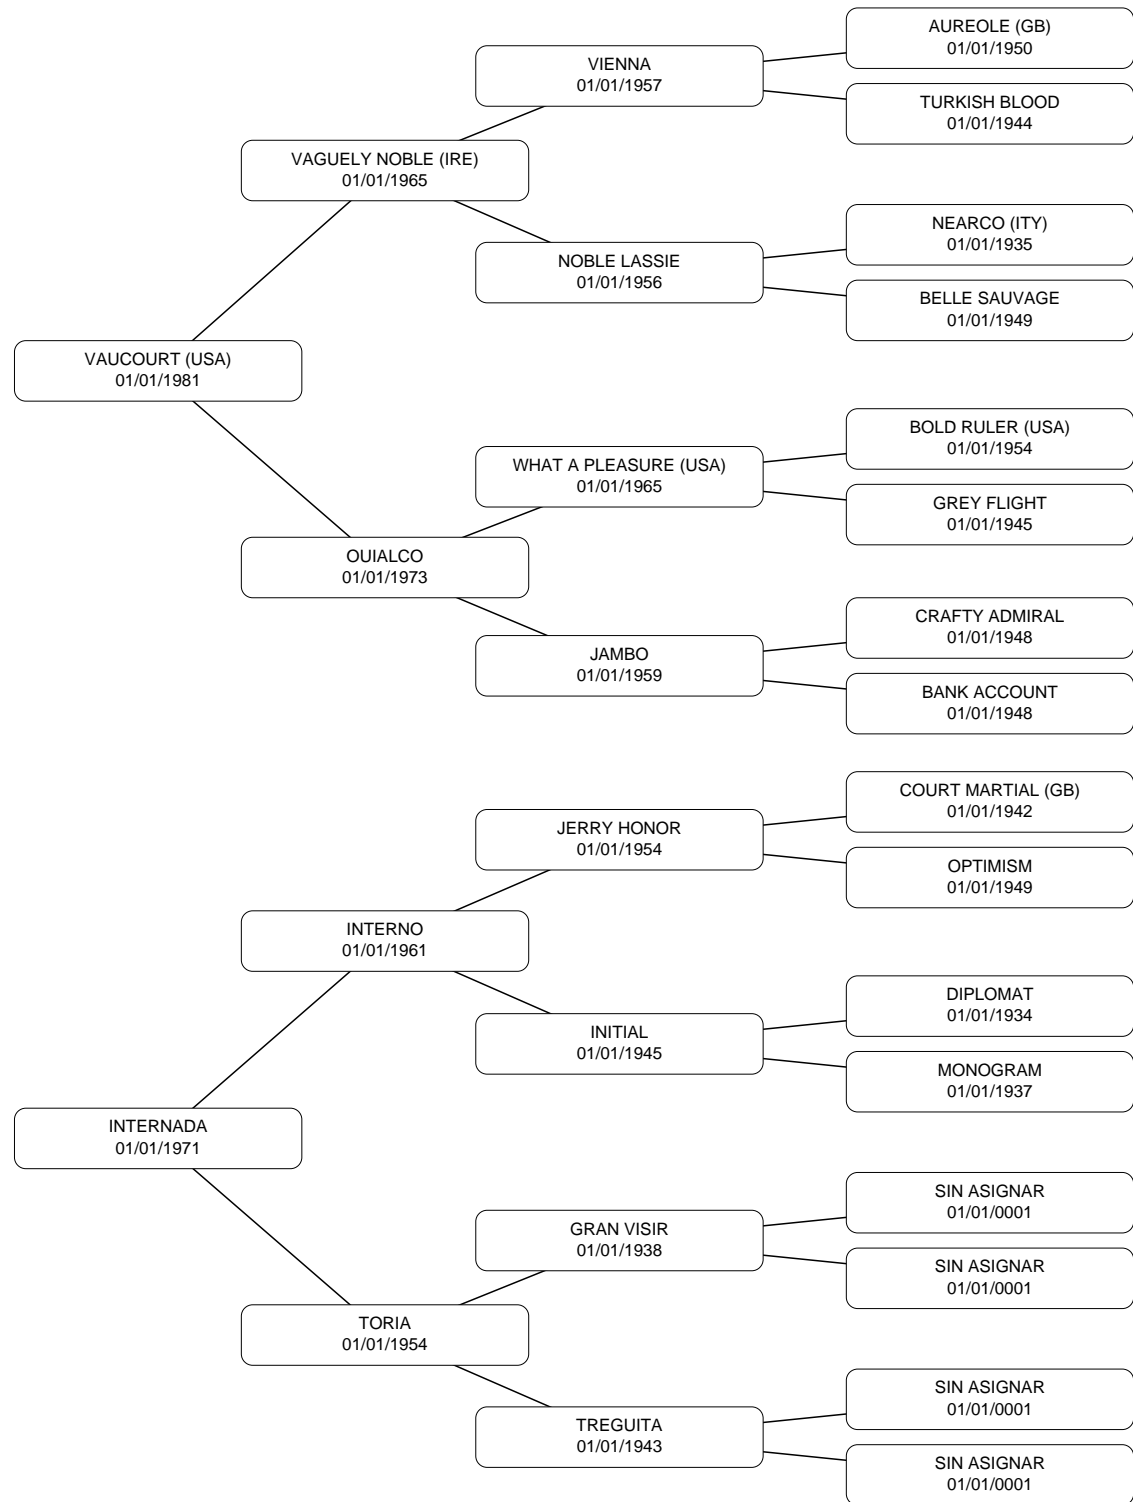 AUREOLE (GB)
01/01/1950
VIENNA
01/01/1957
TURKISH BLOOD
01/01/1944
VAGUELY NOBLE (IRE)
01/01/1965
NEARCO (ITY)
01/01/1935
NOBLE LASSIE
01/01/1956
BELLE SAUVAGE
01/01/1949
VAUCOURT (USA)
01/01/1981
BOLD RULER (USA)
01/01/1954
WHAT A PLEASURE (USA)
01/01/1965
GREY FLIGHT
01/01/1945
OUIALCO
01/01/1973
CRAFTY ADMIRAL
01/01/1948
JAMBO
01/01/1959
BANK ACCOUNT
01/01/1948
COURT MARTIAL (GB)
01/01/1942
JERRY HONOR
01/01/1954
OPTIMISM
01/01/1949
INTERNO
01/01/1961
DIPLOMAT
01/01/1934
INITIAL
01/01/1945
MONOGRAM
01/01/1937
INTERNADA
01/01/1971
SIN ASIGNAR
01/01/0001
GRAN VISIR
01/01/1938
SIN ASIGNAR
01/01/0001
TORIA
01/01/1954
SIN ASIGNAR
01/01/0001
TREGUITA
01/01/1943
SIN ASIGNAR
01/01/0001